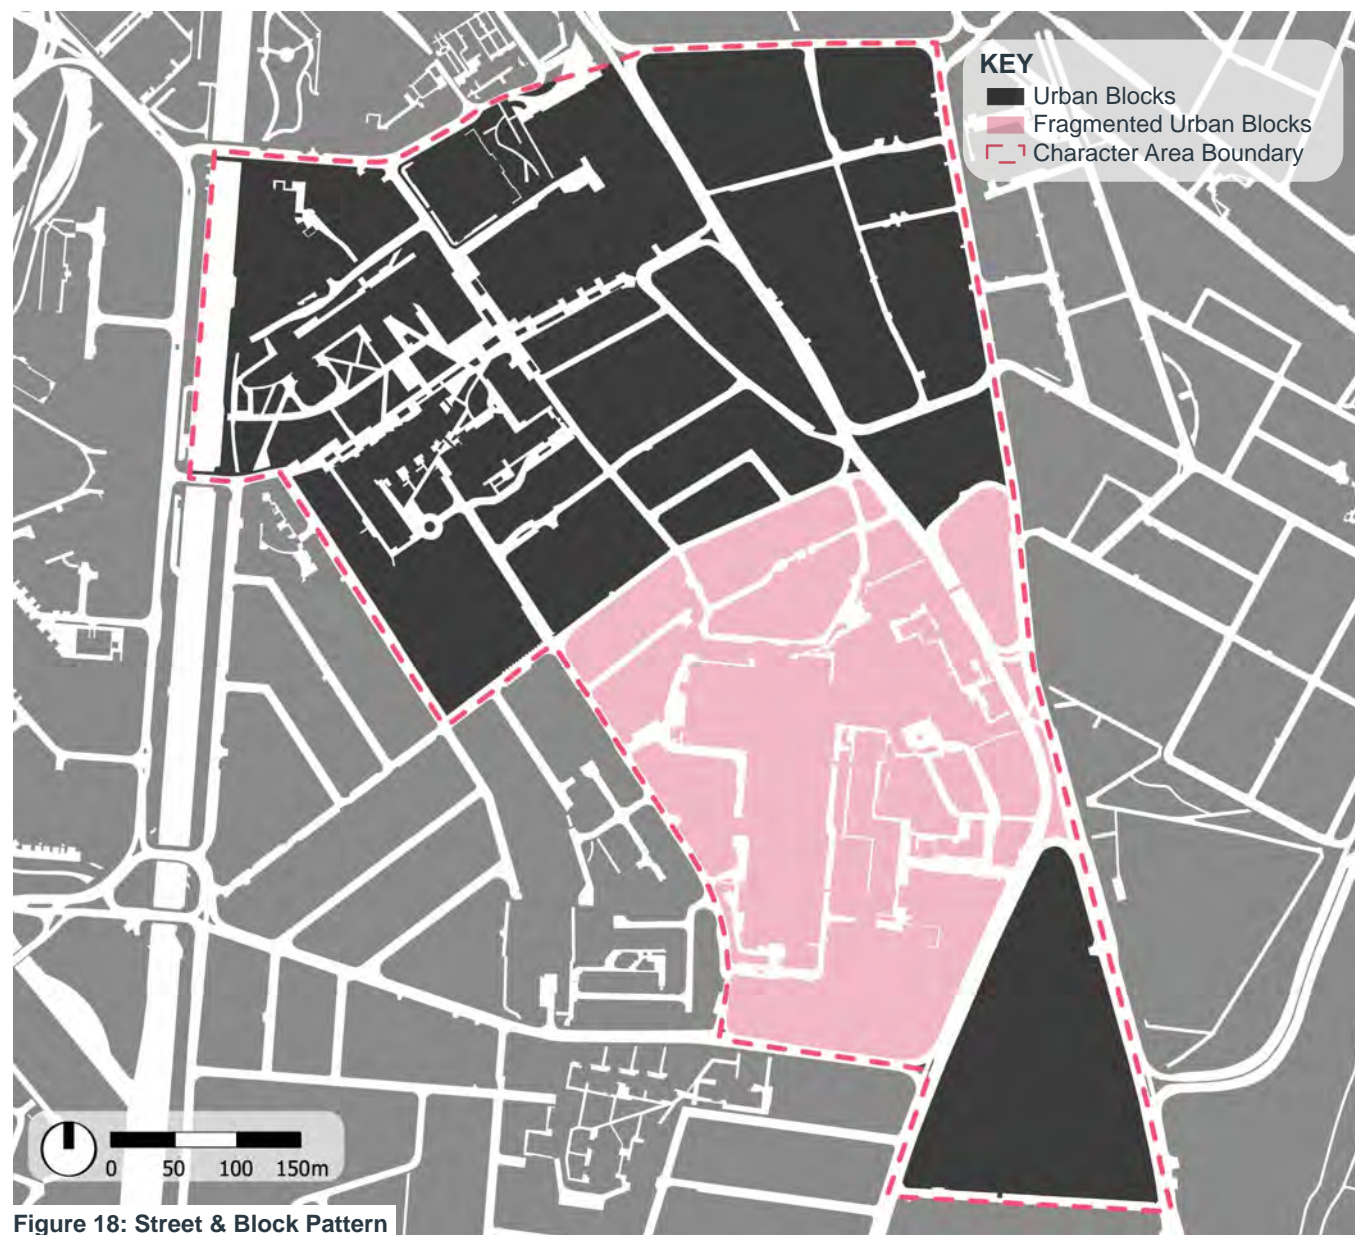 KEY
Urban Blocks
Fragmented Urban Blocks
Character Area Boundary
0 50 100 150m
Figure 18: Street & Block Pattern